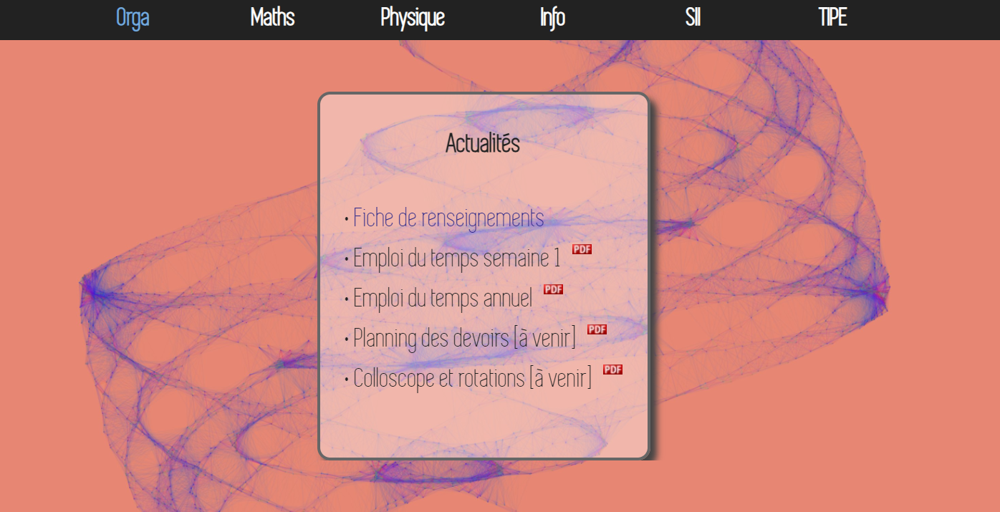 Orga Maths Physique Info SII TIPE
Actualités
• Fiche de renseignements
• Emploi du temps semaine 1 PDF
• Emploi du temps annuel PDF
• Planning des devoirs [à venir] PDF
• Colloscope et rotations [à venir] PDF